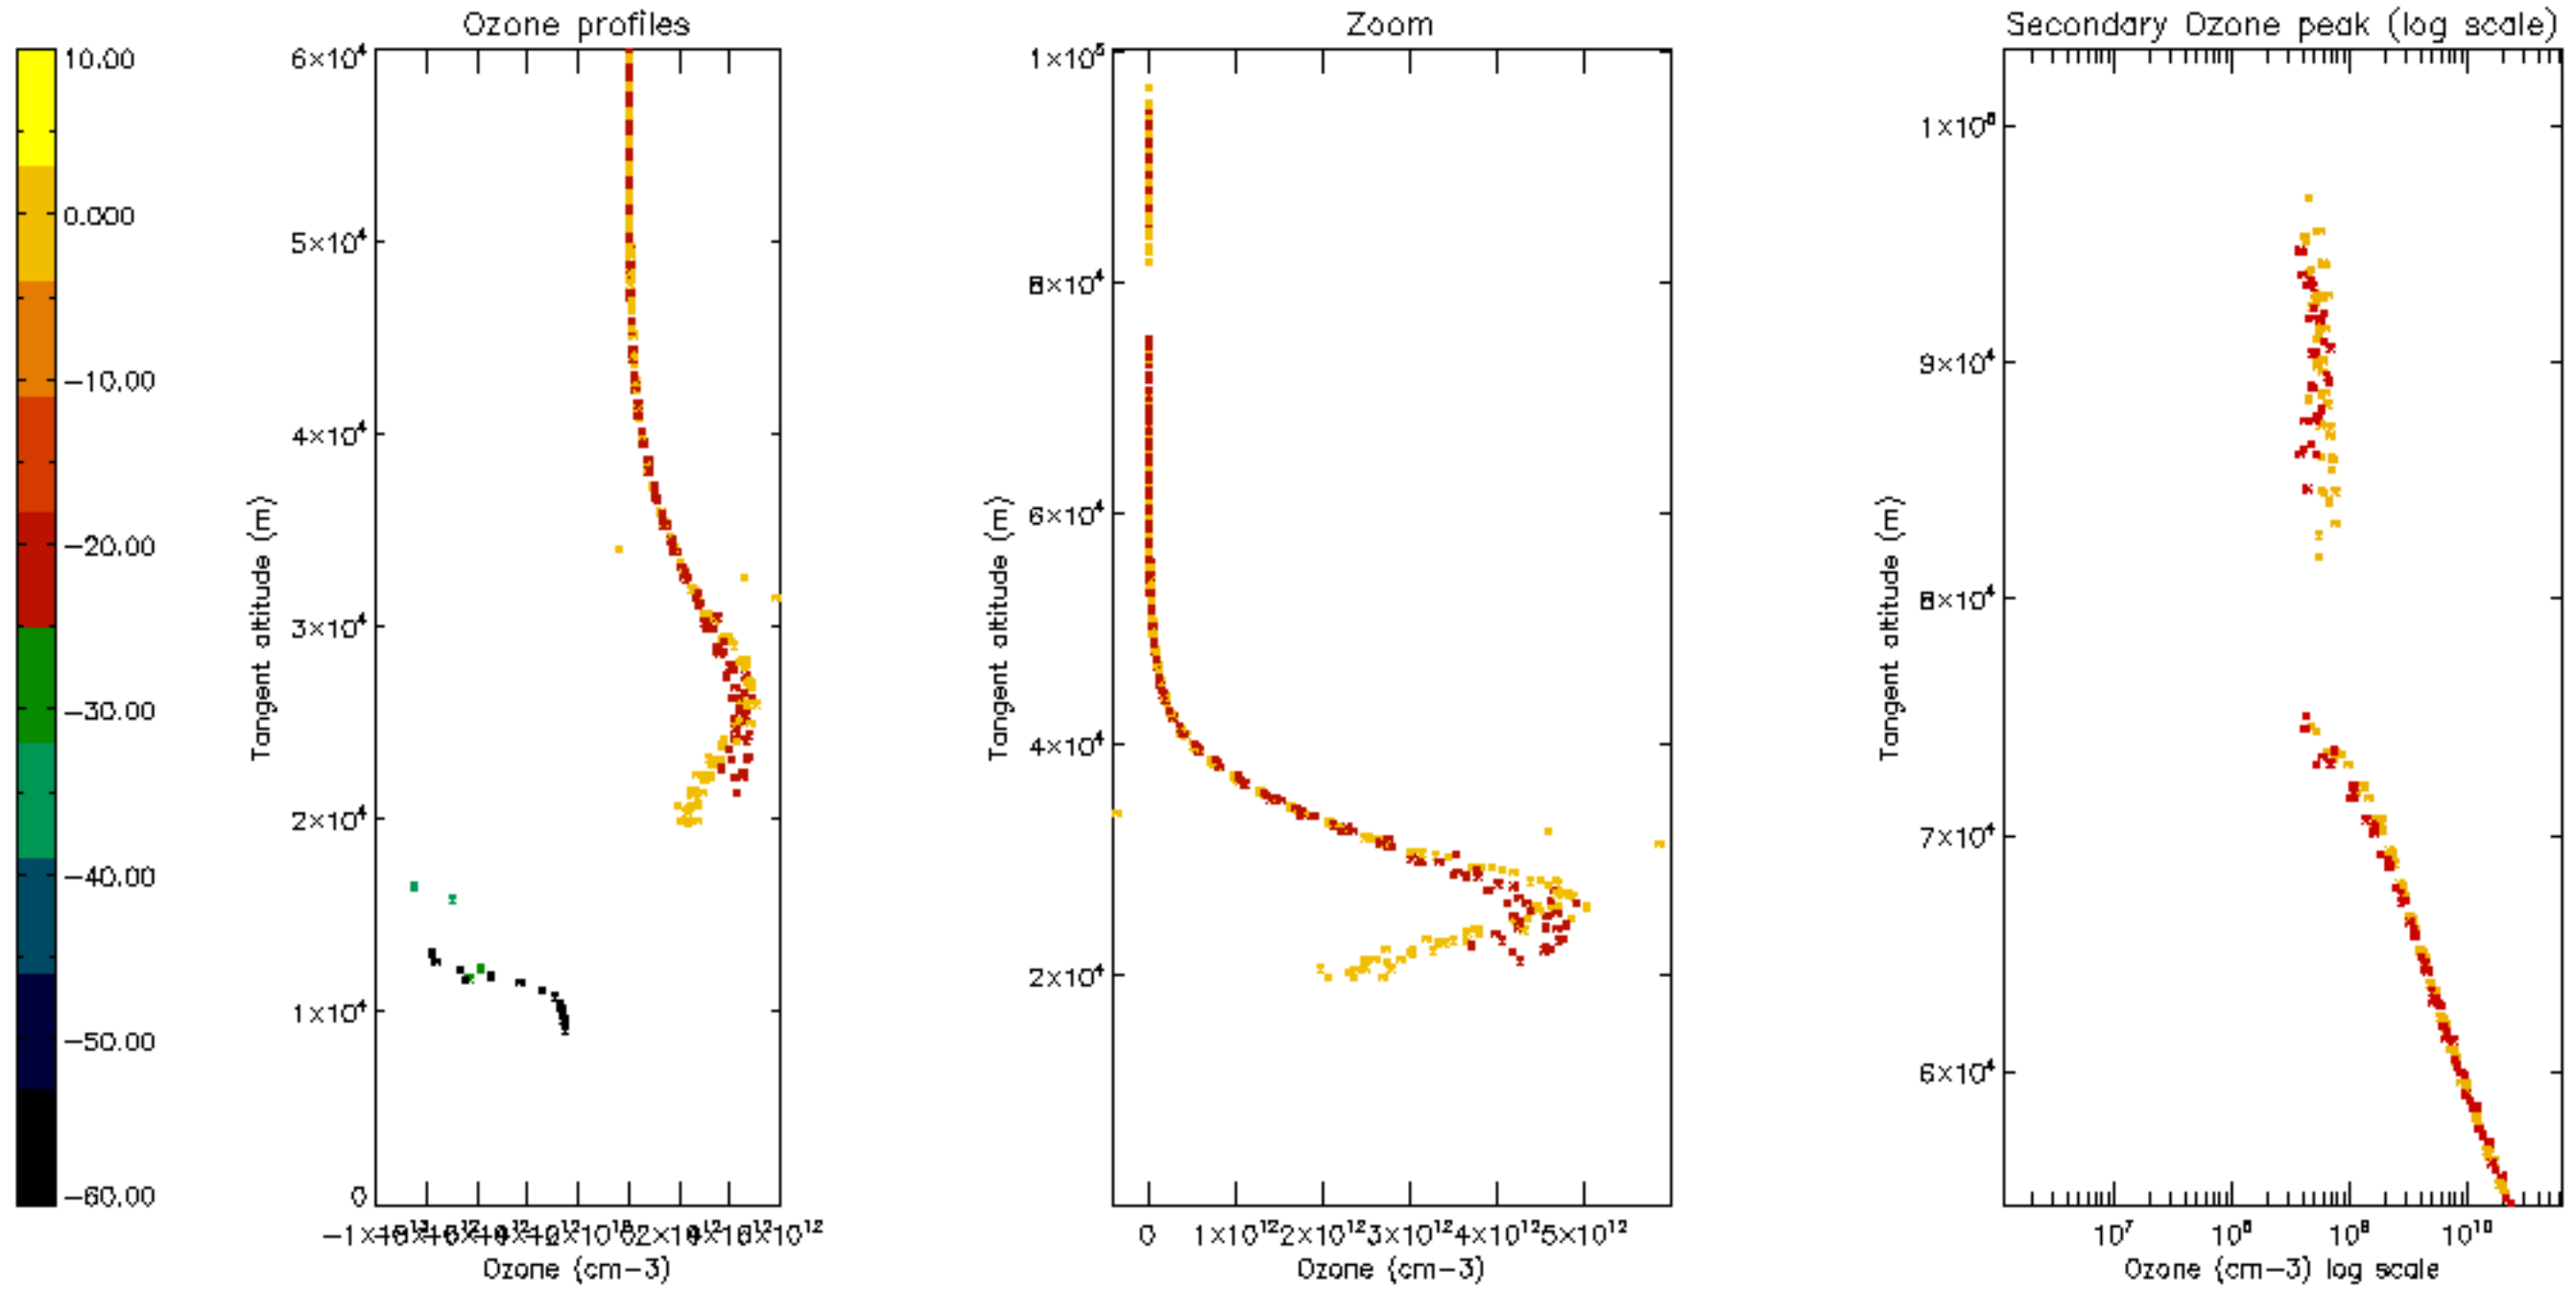 Ozone profiles
Zoom
Secondary Ozone peak (log scale)
10.00
0.000
−10.00
−20.00
−30.00
−40.00
−50.00
−60.00
6×10⁴
5×10⁴
4×10⁴
3×10⁴
2×10⁴
1×10⁴
0
Tangent altitude (m)
Ozone (cm−3)
1×10⁵
8×10⁴
6×10⁴
4×10⁴
2×10⁴
Tangent altitude (m)
0 1×10¹² 2×10¹² 3×10¹² 4×10¹² 5×10¹²
Ozone (cm−3)
9×10⁴
8×10⁴
7×10⁴
6×10⁴
Tangent altitude (m)
10⁷ 10⁸ 10⁹ 10¹⁰
Ozone (cm−3) log scale